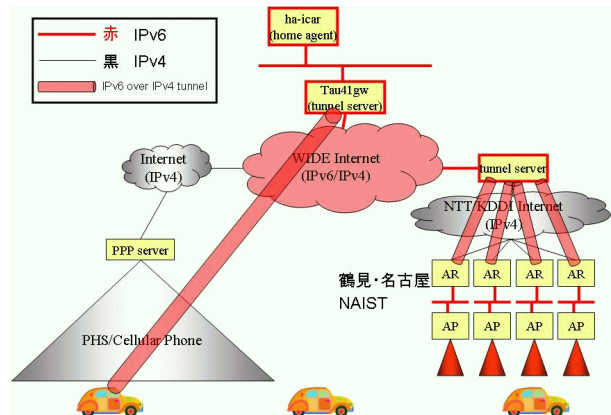 赤 IPv6
黒 IPv4
IPv6 over IPv4 tunnel
ha-icar
(home agent)
Tau41gw
(tunnel server)
Internet
(IPv4)
WIDE Internet
(IPv6/IPv4)
tunnel server
NTT KDDI Internet
(IPv4)
PPP server
AR AR AR AR
鶴見・名古屋
NAIST
AP AP AP AP
PHS/Cellular Phone